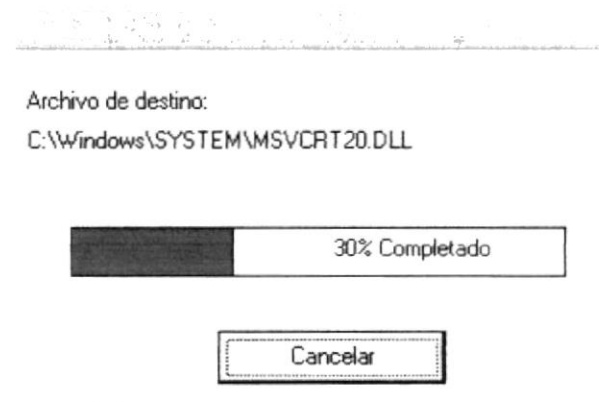 Archivo de destino:
C:\Windows\SYSTEM\MSVCRT20.DLL
30% Completado
Cancelar